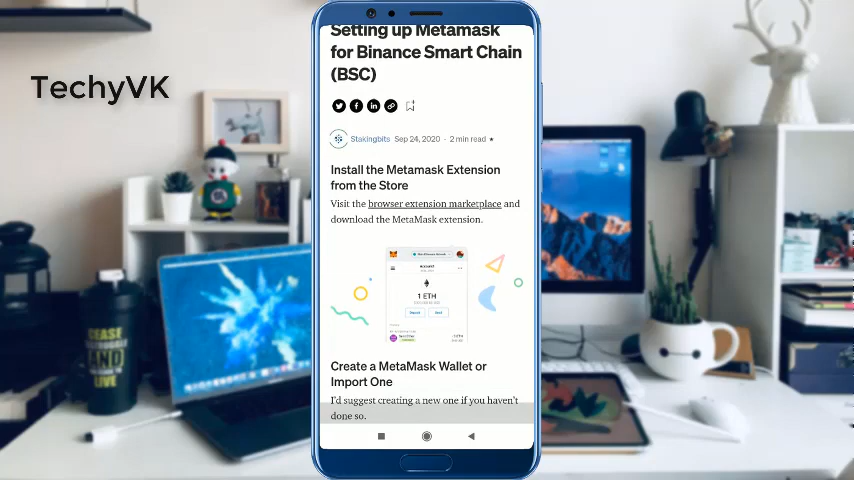 TechyVK
Setting up Metamask
for Binance Smart Chain
(BSC)
Stakingbits Sep 24, 2020 · 2 min read ★
Install the Metamask Extension
from the Store
Visit the browser extension marketplace and
download the MetaMask extension.
1 ETH
Create a MetaMask Wallet or
Import One
I'd suggest creating a new one if you haven't
done so.
CEASE
AND
LIVE